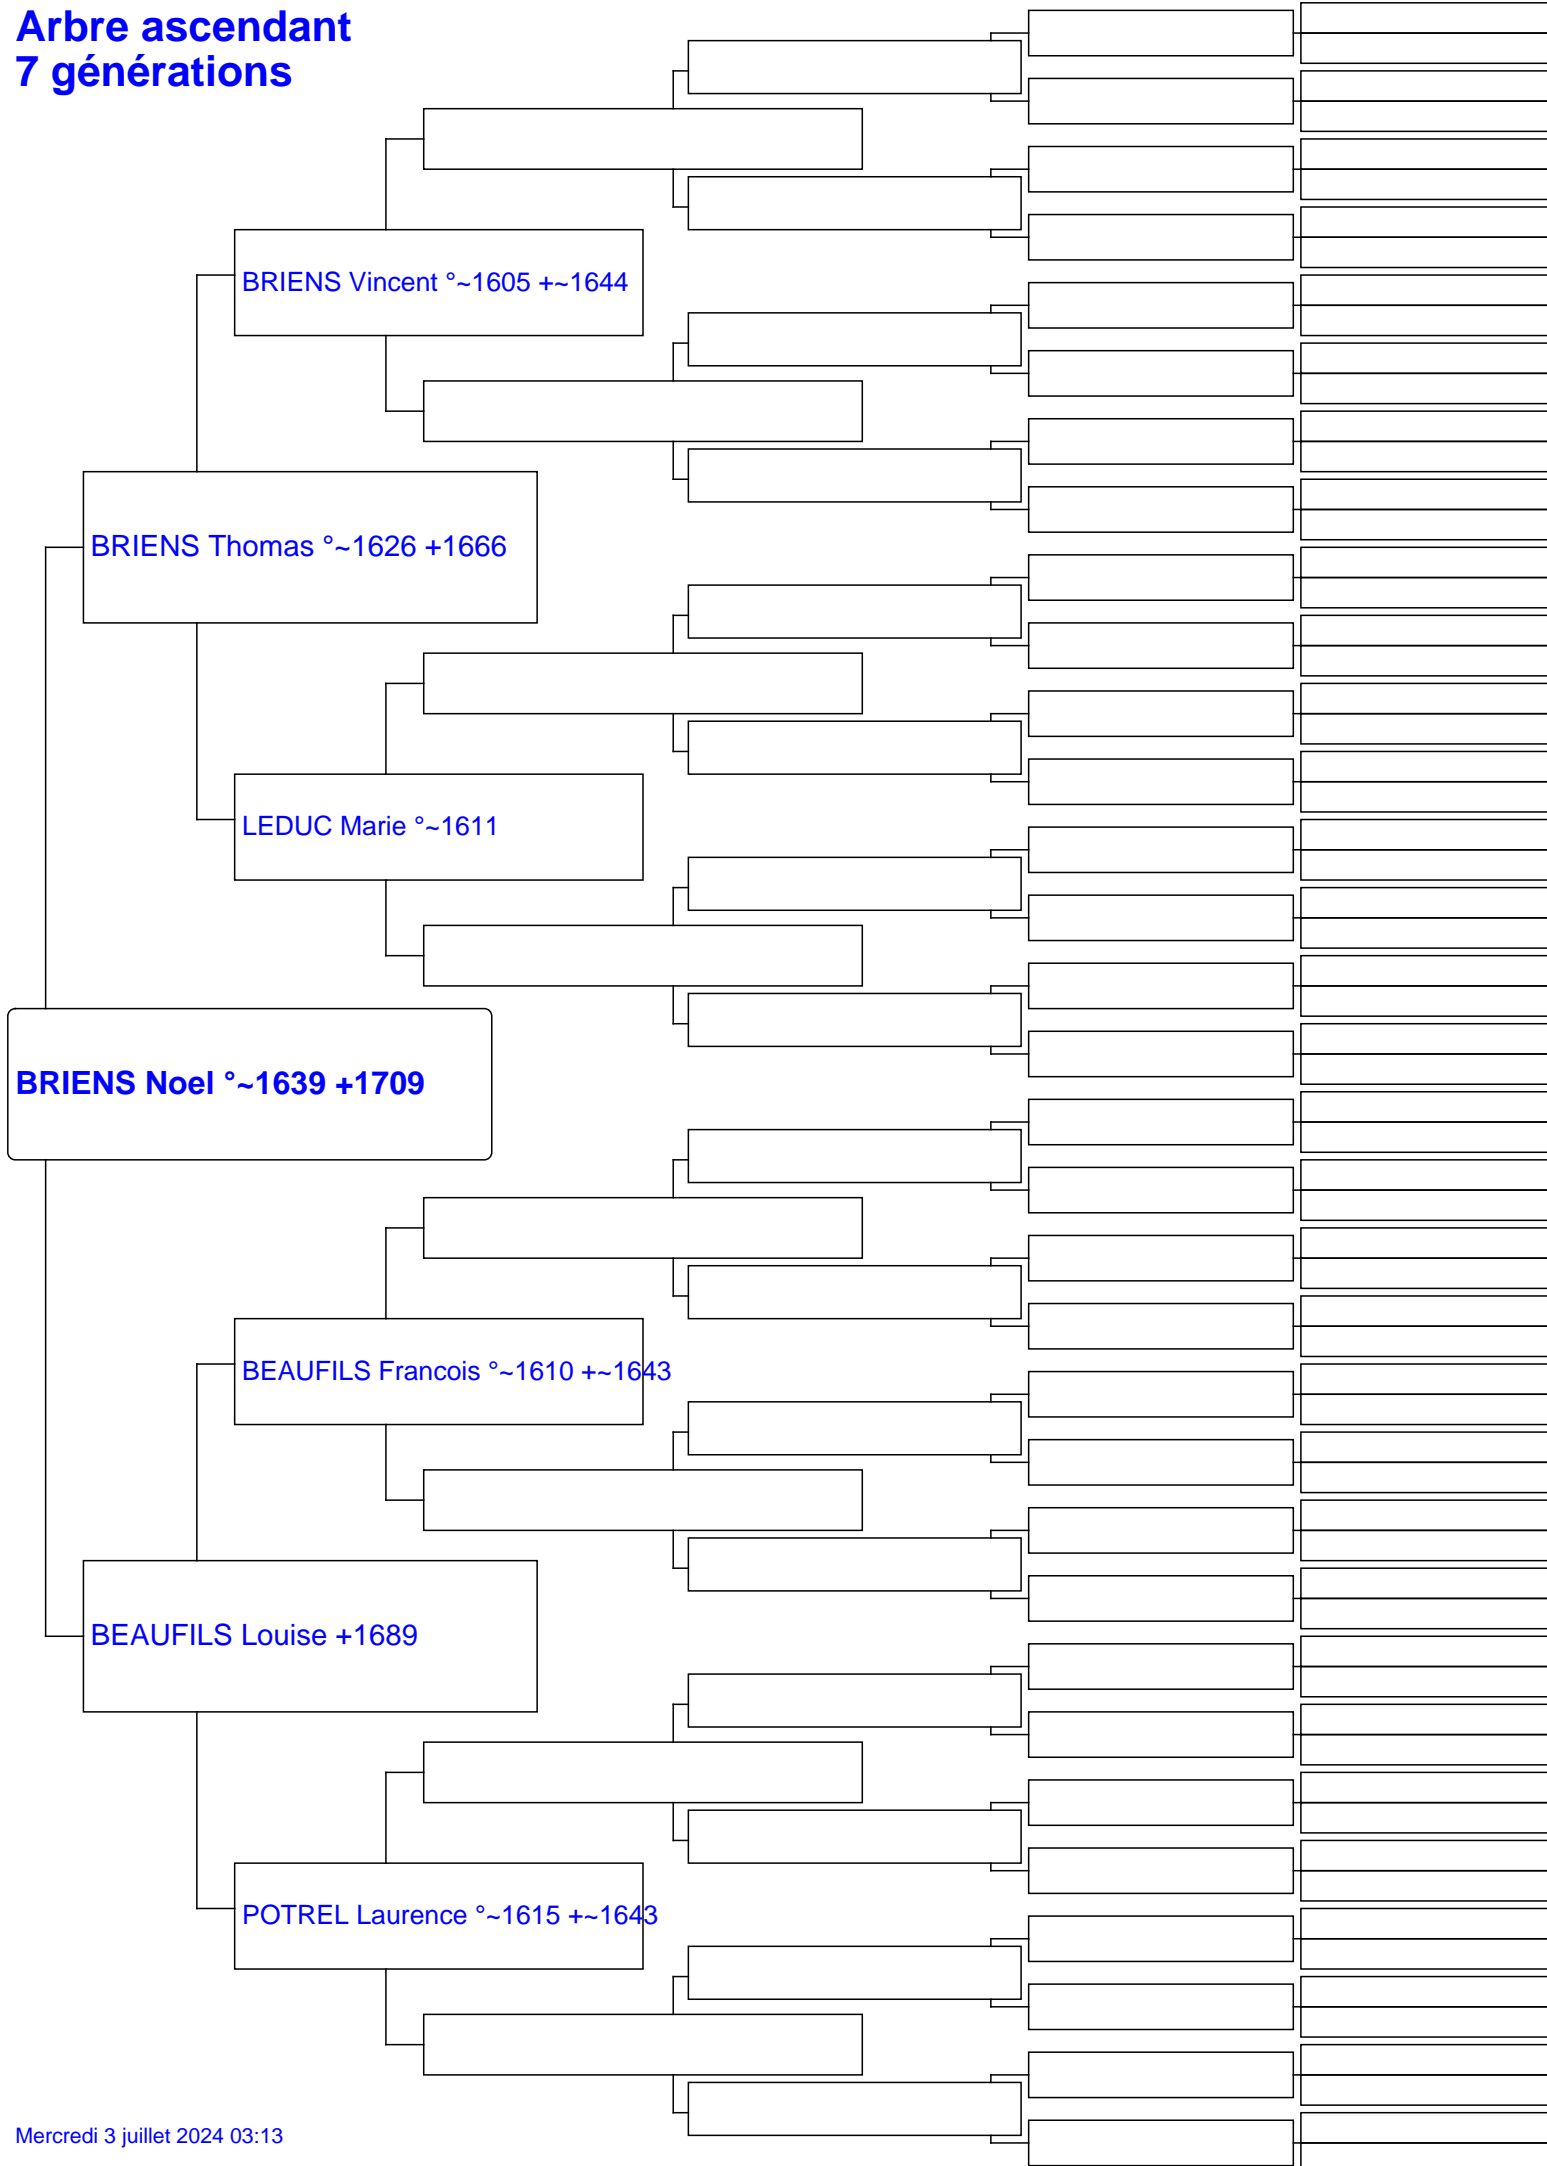 Arbre ascendant
7 générations
BRIENS Vincent °~1605 +~1644
BRIENS Thomas °~1626 +1666
LEDUC Marie °~1611
BRIENS Noel °~1639 +1709
BEAUFILS Francois °~1610 +~1643
BEAUFILS Louise +1689
POTREL Laurence °~1615 +~1643
Mercredi 3 juillet 2024 03:13